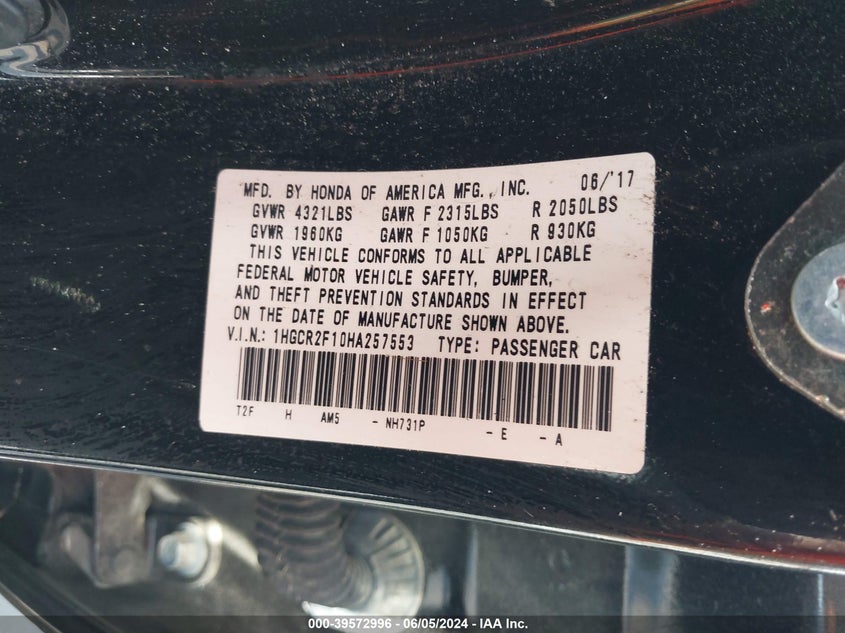 MFD. BY HONDA OF AMERICA MFG., INC. 06/'17
GVWR 4321LBS GAWR F 2315LBS R 2050LBS
GVWR 1960KG GAWR F 1050KG R 930KG
THIS VEHICLE CONFORMS TO ALL APPLICABLE
FEDERAL MOTOR VEHICLE SAFETY, BUMPER,
AND THEFT PREVENTION STANDARDS IN EFFECT
ON THE DATE OF MANUFACTURE SHOWN ABOVE.
V.I.N.: 1HGCR2F10HA257553 TYPE: PASSENGER CAR
T2F H AM5 - NH731P - E - A
000-39572996 - 06/05/2024 - IAA Inc.